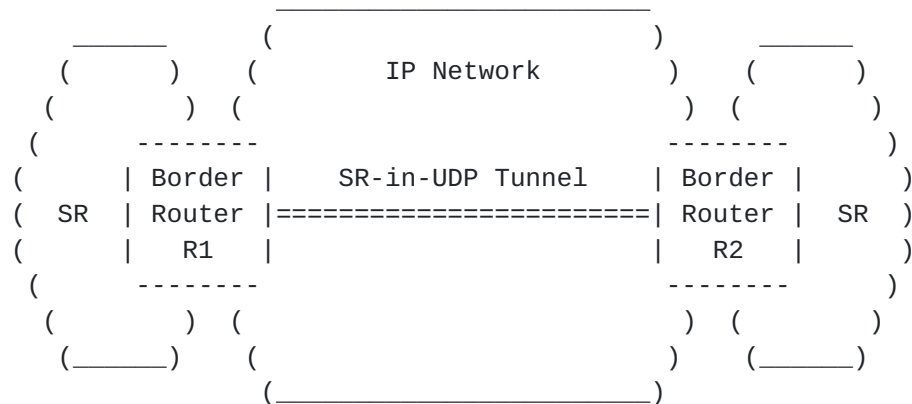 IP Network
Border SR-in-UDP Tunnel Border
SR Router Router SR
R1 R2